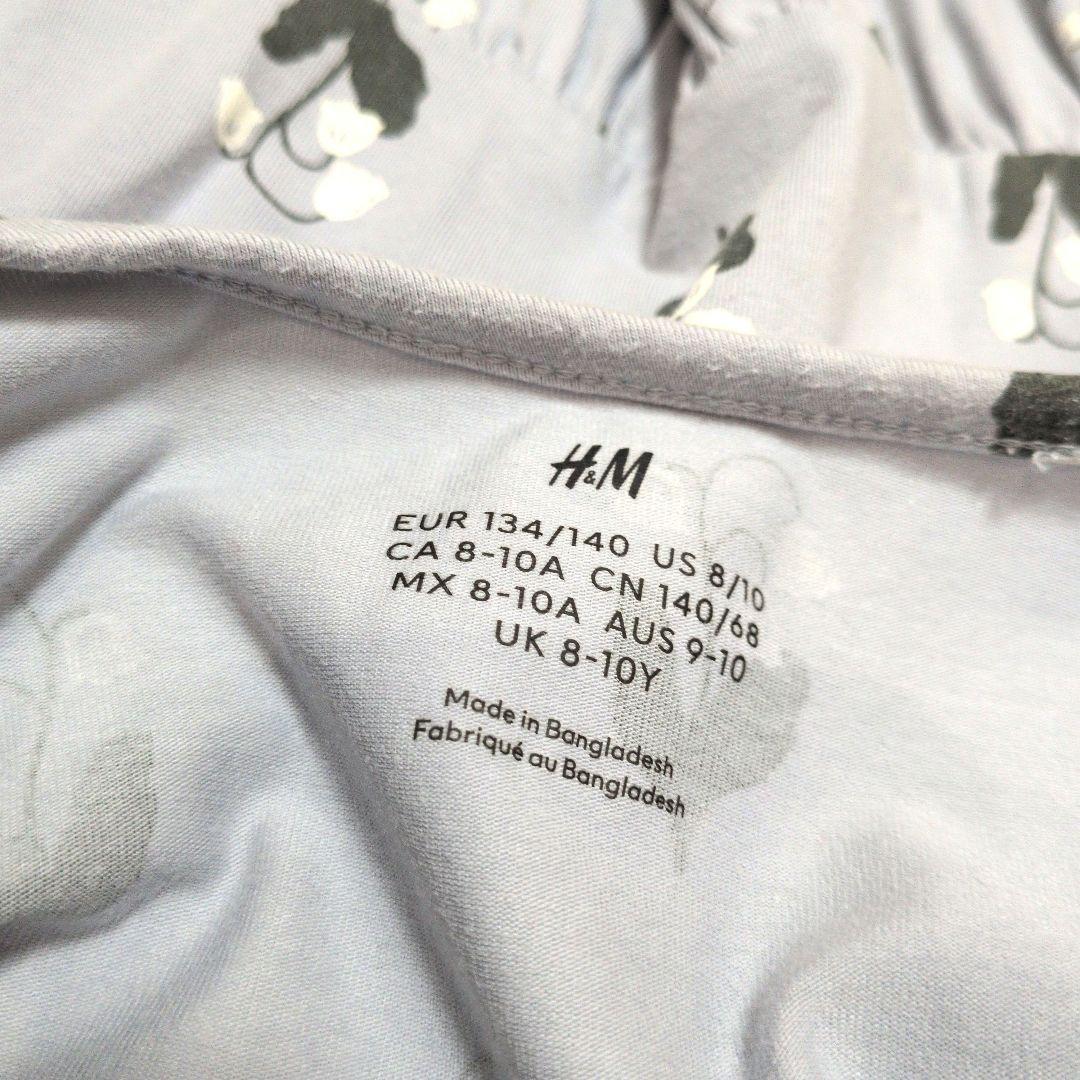 H&M
EUR 134/140 US 8/10
CA 8-10A CN 140/68
MX 8-10A AUS 9-10
UK 8-10Y
Made in Bangladesh
Fabriqué au Bangladesh